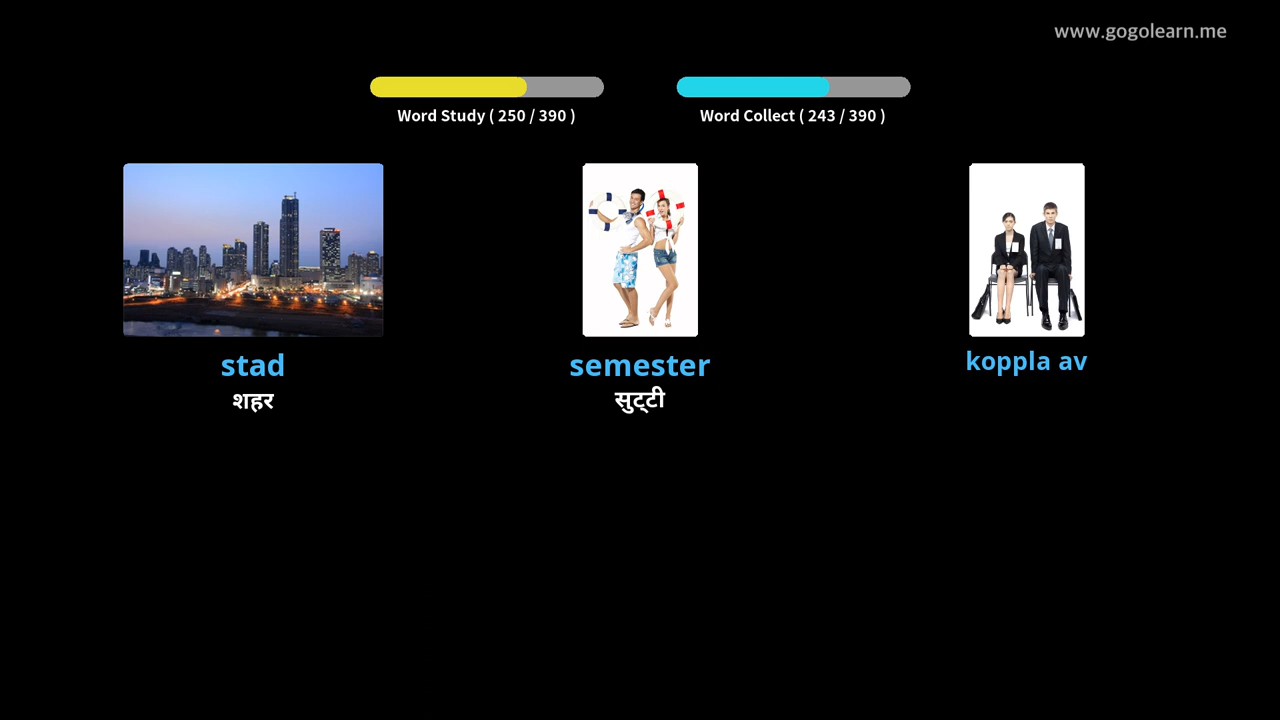 www.gogolearn.me
Word Study ( 250 / 390 )
Word Collect ( 243 / 390 )
stad
शहर
semester
सुट्टी
koppla av